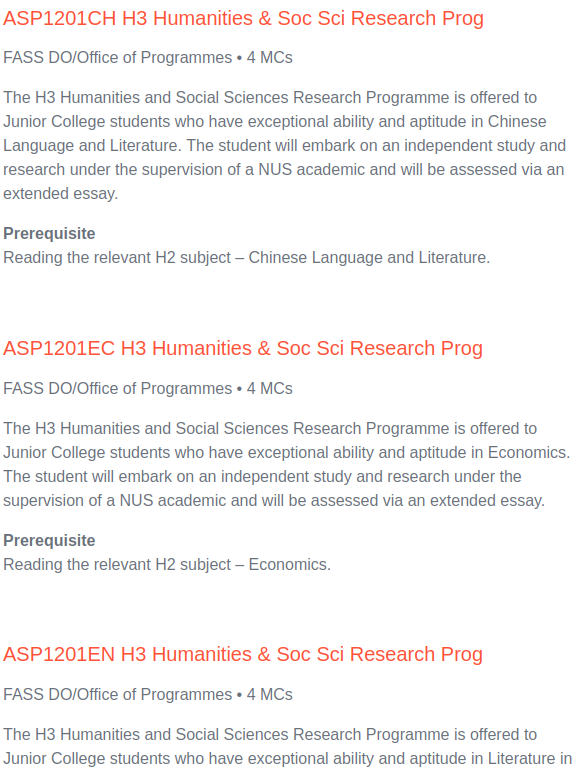 ASP1201CH H3 Humanities & Soc Sci Research Prog
FASS DO/Office of Programmes • 4 MCs
The H3 Humanities and Social Sciences Research Programme is offered to
Junior College students who have exceptional ability and aptitude in Chinese
Language and Literature. The student will embark on an independent study and
research under the supervision of a NUS academic and will be assessed via an
extended essay.
Prerequisite
Reading the relevant H2 subject – Chinese Language and Literature.
ASP1201EC H3 Humanities & Soc Sci Research Prog
FASS DO/Office of Programmes • 4 MCs
The H3 Humanities and Social Sciences Research Programme is offered to
Junior College students who have exceptional ability and aptitude in Economics.
The student will embark on an independent study and research under the
supervision of a NUS academic and will be assessed via an extended essay.
Prerequisite
Reading the relevant H2 subject – Economics.
ASP1201EN H3 Humanities & Soc Sci Research Prog
FASS DO/Office of Programmes • 4 MCs
The H3 Humanities and Social Sciences Research Programme is offered to
Junior College students who have exceptional ability and aptitude in Literature in